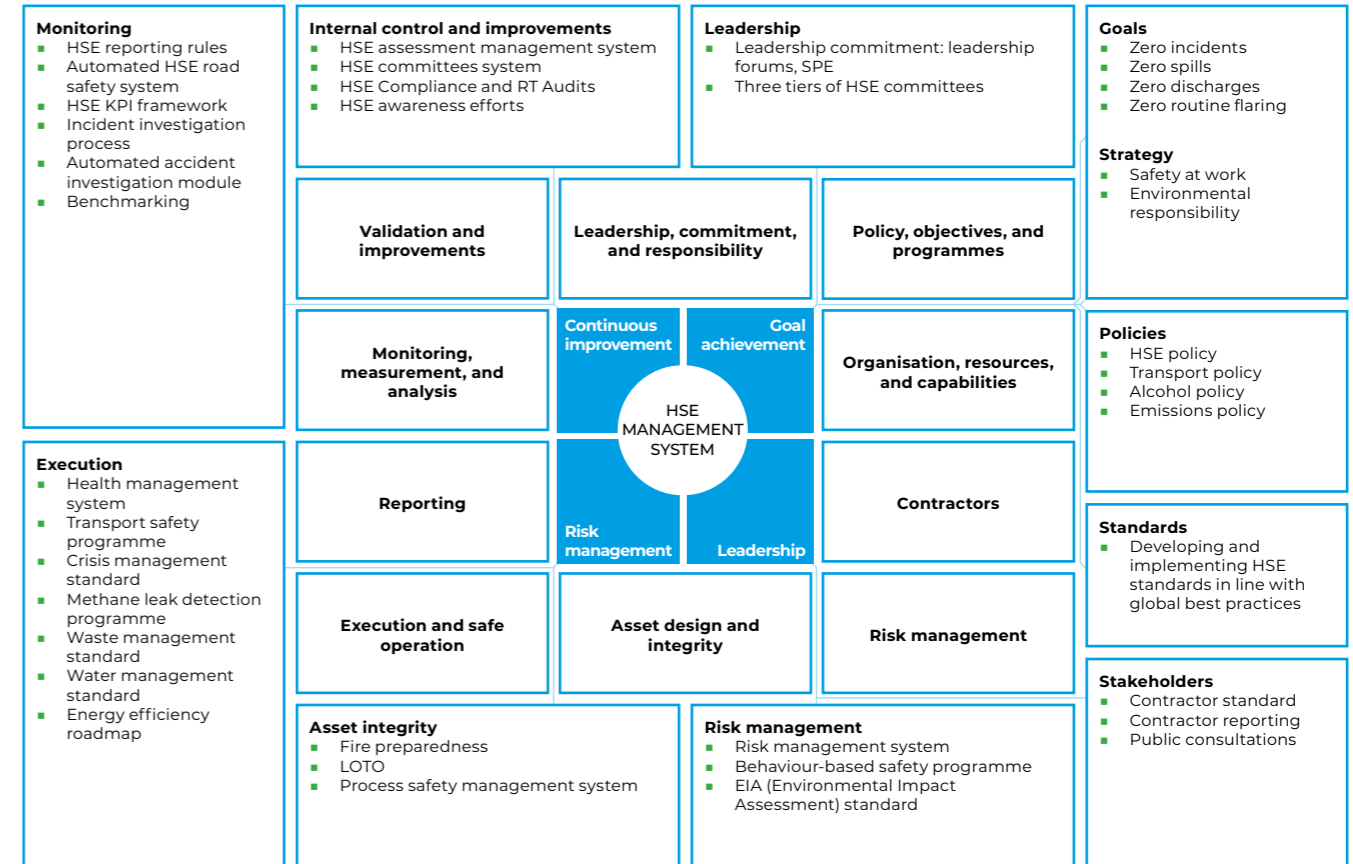 Monitoring
▪ HSE reporting rules
▪ Automated HSE road
safety system
▪ HSE KPI framework
▪ Incident investigation
process
▪ Automated accident
investigation module
▪ Benchmarking
Internal control and improvements
▪ HSE assessment management system
▪ HSE committees system
▪ HSE Compliance and RT Audits
▪ HSE awareness efforts
Leadership
▪ Leadership commitment: leadership
forums, SPE
▪ Three tiers of HSE committees
Goals
▪ Zero incidents
▪ Zero spills
▪ Zero discharges
▪ Zero routine flaring
Strategy
▪ Safety at work
▪ Environmental
responsibility
Validation and
improvements
Leadership, commitment,
and responsibility
Policy, objectives, and
programmes
Monitoring,
measurement, and
analysis
Continuous
improvement
Goal
achievement
Organisation, resources,
and capabilities
Policies
▪ HSE policy
▪ Transport policy
▪ Alcohol policy
▪ Emissions policy
HSE
MANAGEMENT
SYSTEM
Execution
▪ Health management
system
▪ Transport safety
programme
▪ Crisis management
standard
▪ Methane leak detection
programme
▪ Waste management
standard
▪ Water management
standard
▪ Energy efficiency
roadmap
Reporting
Risk
management
Leadership
Contractors
Standards
▪ Developing and
implementing HSE
standards in line with
global best practices
Execution and safe
operation
Asset design and
integrity
Risk management
Stakeholders
▪ Contractor standard
▪ Contractor reporting
▪ Public consultations
Asset integrity
▪ Fire preparedness
▪ LOTO
▪ Process safety management system
Risk management
▪ Risk management system
▪ Behaviour-based safety programme
▪ EIA (Environmental Impact
Assessment) standard